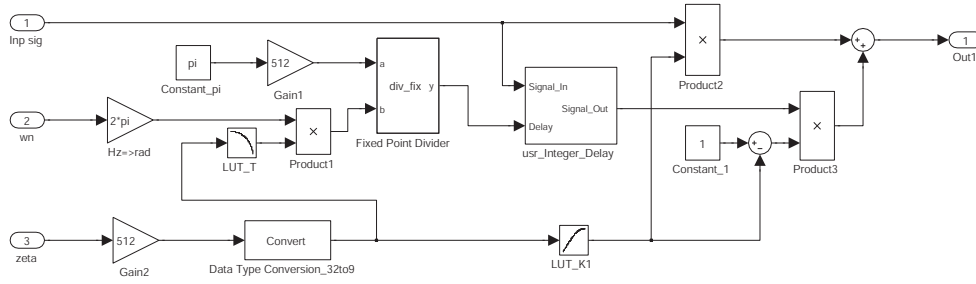 1
Inp sig
pi
Constant_pi
512
Gain1
a
b
div_fix
y
Fixed Point Divider
Signal_In
Delay
Signal_Out
usr_Integer_Delay
×
Product2
+
+
1
Out1
2
wn
2*pi
Hz=>rad
LUT_T
×
Product1
1
Constant_1
+
−
×
Product3
3
zeta
512
Gain2
Convert
Data Type Conversion_32to9
LUT_K1